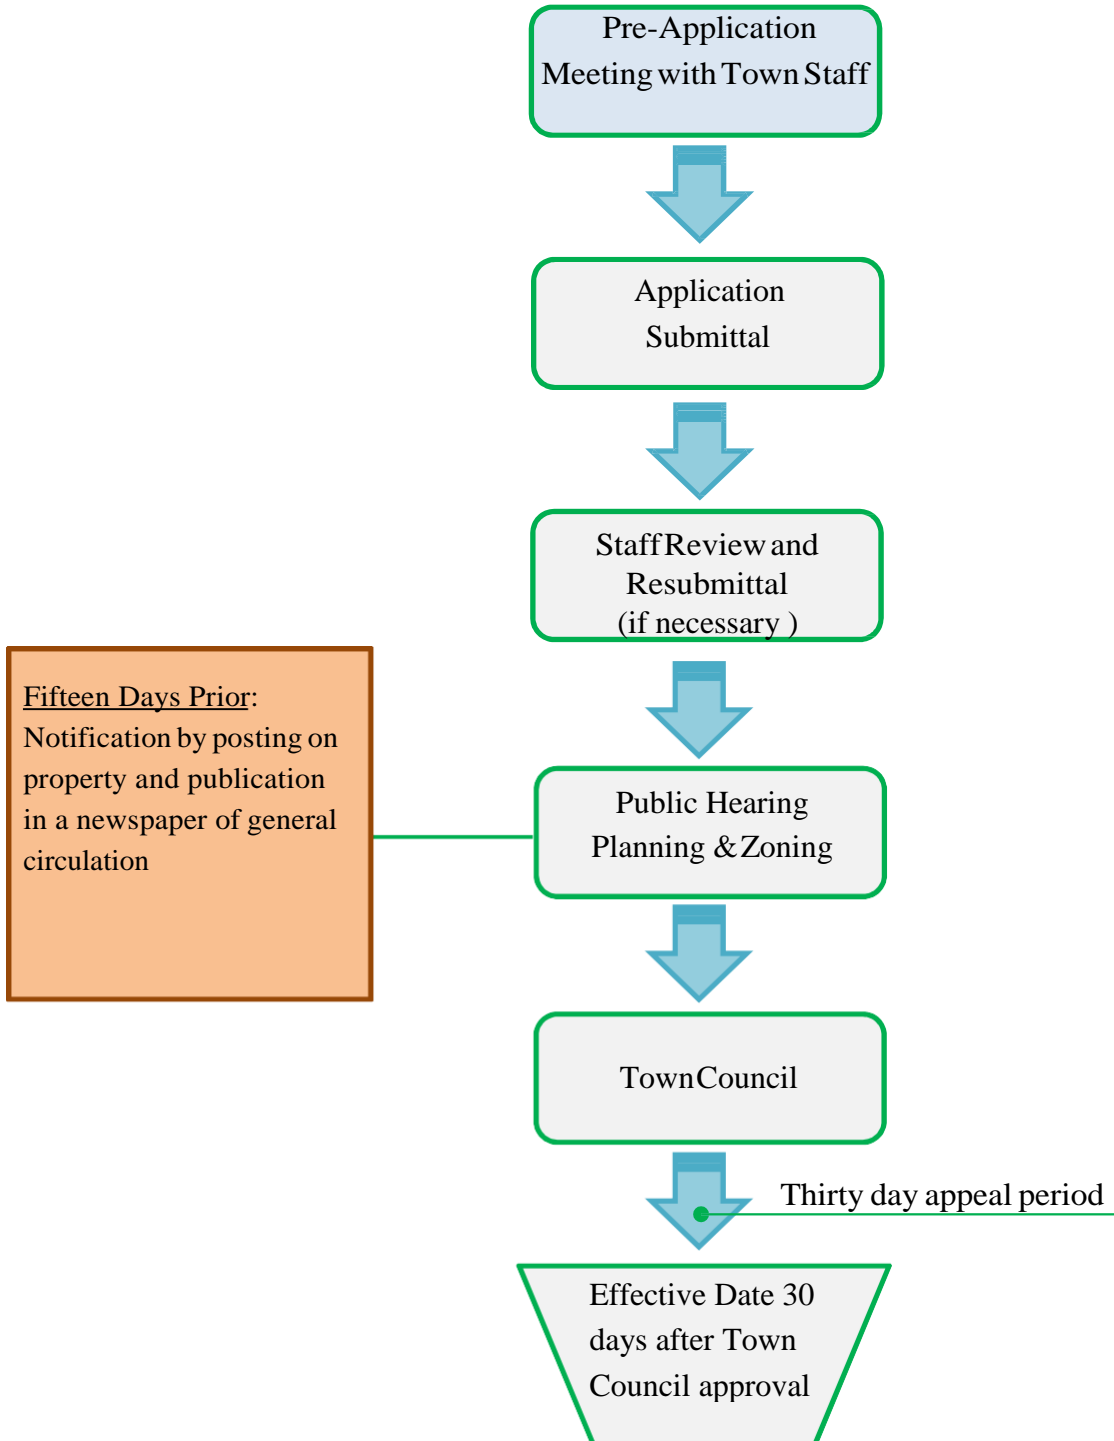 Pre-Application
Meeting with Town Staff
Application
Submittal
Staff Review and
Resubmittal
(if necessary )
Fifteen Days Prior:
Notification by posting on
property and publication
in a newspaper of general
circulation
Public Hearing
Planning & Zoning
Town Council
Thirty day appeal period
Effective Date 30
days after Town
Council approval